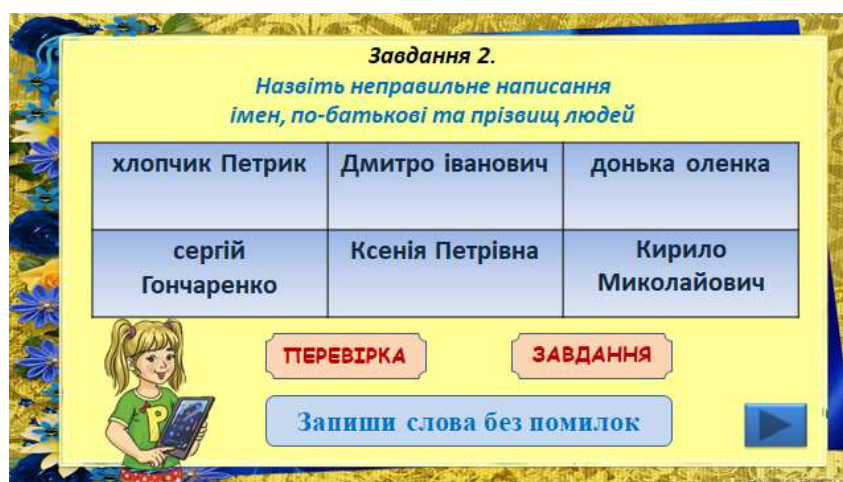 Завдання 2.
Назвіть неправильне написання
імен, по-батькові та прізвищ людей
хлопчик Петрик
Дмитро іванович
донька оленка
сергій
Гончаренко
Ксенія Петрівна
Кирило
Миколайович
ПЕРЕВІРКА
ЗАВДАННЯ
Запиши слова без помилок
P